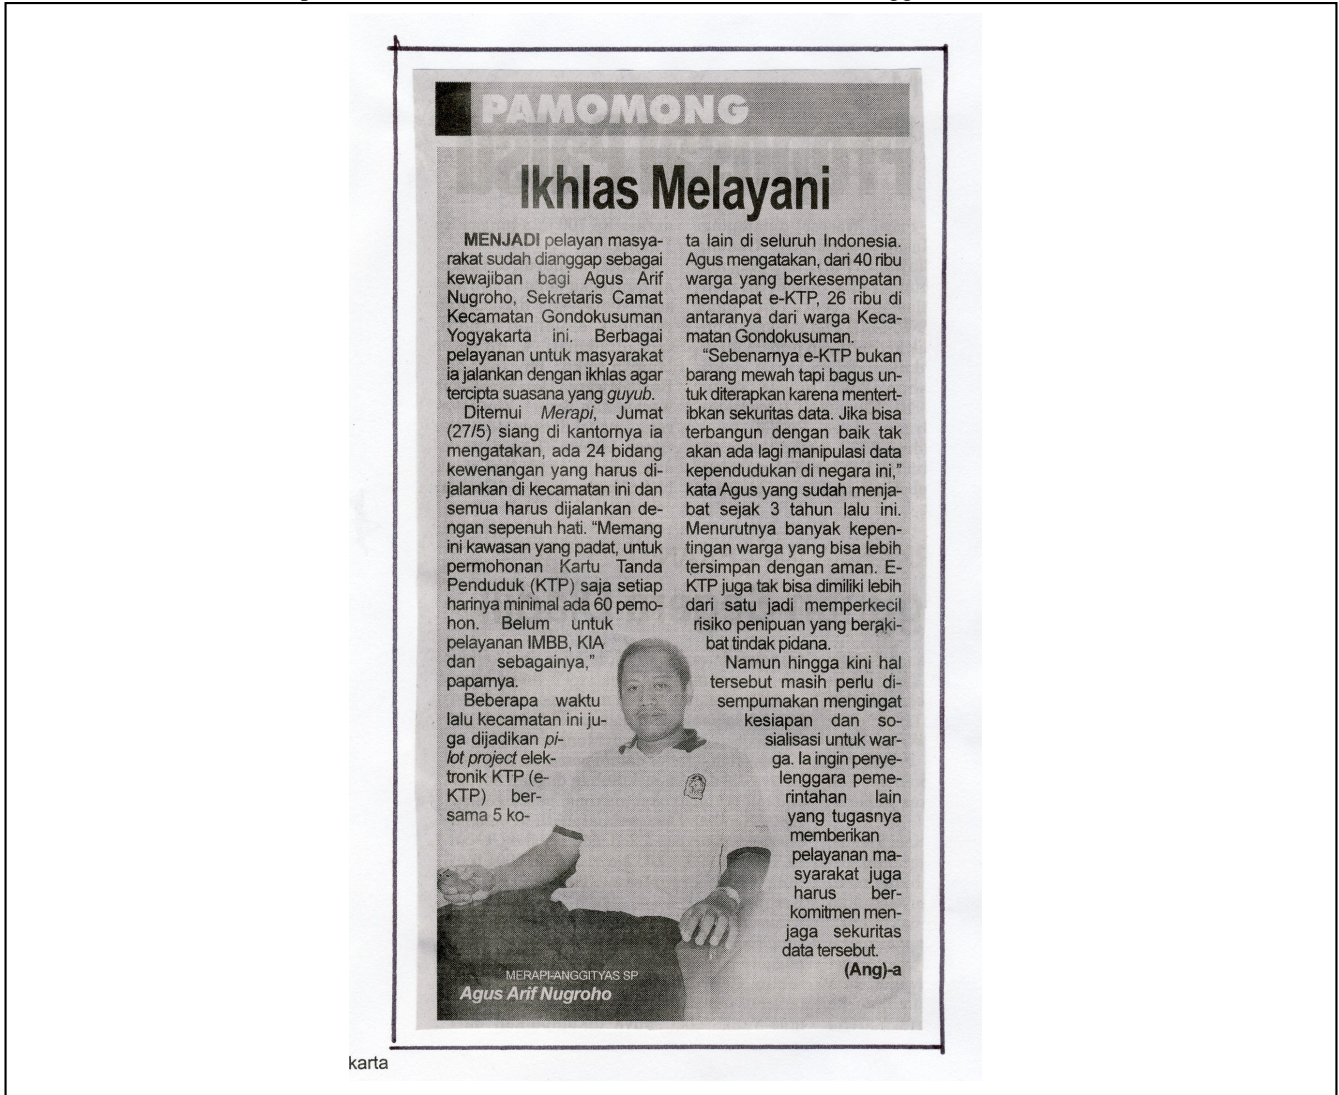 PAMOMONG
Ikhlas Melayani
MENJADI pelayan masya-
rakat sudah dianggap sebagai
kewajiban bagi Agus Arif
Nugroho, Sekretaris Camat
Kecamatan Gondokusuman
Yogyakarta ini. Berbagai
pelayanan untuk masyarakat
ia jalankan dengan ikhlas agar
tercipta suasana yang guyub.
Ditemui Merapi, Jumat
(27/5) siang di kantornya ia
mengatakan, ada 24 bidang
kewenangan yang harus di-
jalankan di kecamatan ini dan
semua harus dijalankan de-
ngan sepenuh hati. “Memang
ini kawasan yang padat, untuk
permohonan Kartu Tanda
Penduduk (KTP) saja setiap
harinya minimal ada 60 pemo-
hon. Belum untuk
pelayanan IMBB, KIA
dan sebagainya,”
paparnya.
Beberapa waktu
lalu kecamatan ini ju-
ga dijadikan pi-
lot project elek-
tronik KTP (e-
KTP) ber-
sama 5 ko-
ta lain di seluruh Indonesia.
Agus mengatakan, dari 40 ribu
warga yang berkesempatan
mendapat e-KTP, 26 ribu di
antaranya dari warga Keca-
matan Gondokusuman.
“Sebenarnya e-KTP bukan
barang mewah tapi bagus un-
tuk diterapkan karena mentert-
ibkan sekuritas data. Jika bisa
terbangun dengan baik tak
akan ada lagi manipulasi data
kependudukan di negara ini,”
kata Agus yang sudah menja-
bat sejak 3 tahun lalu ini.
Menurutnya banyak kepen-
tingan warga yang bisa lebih
tersimpan dengan aman. E-
KTP juga tak bisa dimiliki lebih
dari satu jadi memperkecil
risiko penipuan yang beraki-
bat tindak pidana.
Namun hingga kini hal
tersebut masih perlu di-
sempurnakan mengingat
kesiapan dan so-
sialisasi untuk war-
ga. Ia ingin penye-
lenggara peme-
rintahan lain
yang tugasnya
memberikan
pelayanan ma-
syarakat juga
harus ber-
komitmen men-
jaga sekuritas
data tersebut.
(Ang)-a
MERAPI-ANGGITYAS SP
Agus Arif Nugroho
karta